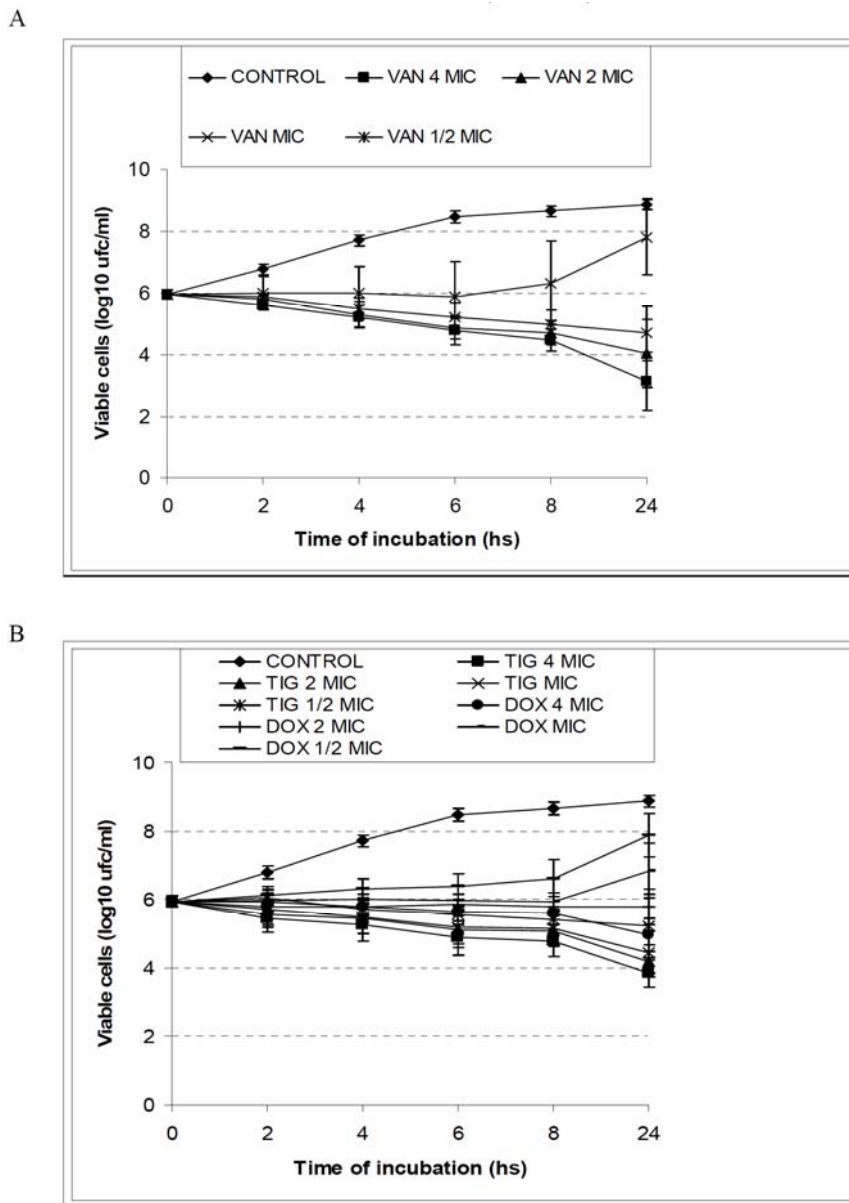 A
CONTROL VAN 4 MIC VAN 2 MIC
VAN MIC VAN 1/2 MIC
10
8
6
4
2
0
Viable cells (log10 ufc/ml)
0 2 4 6 8 24
Time of incubation (hs)
B
CONTROL TIG 4 MIC
TIG 2 MIC TIG MIC
TIG 1/2 MIC DOX 4 MIC
DOX 2 MIC DOX MIC
DOX 1/2 MIC
10
8
6
4
2
0
Viable cells (log10 ufc/ml)
0 2 4 6 8 24
Time of incubation (hs)